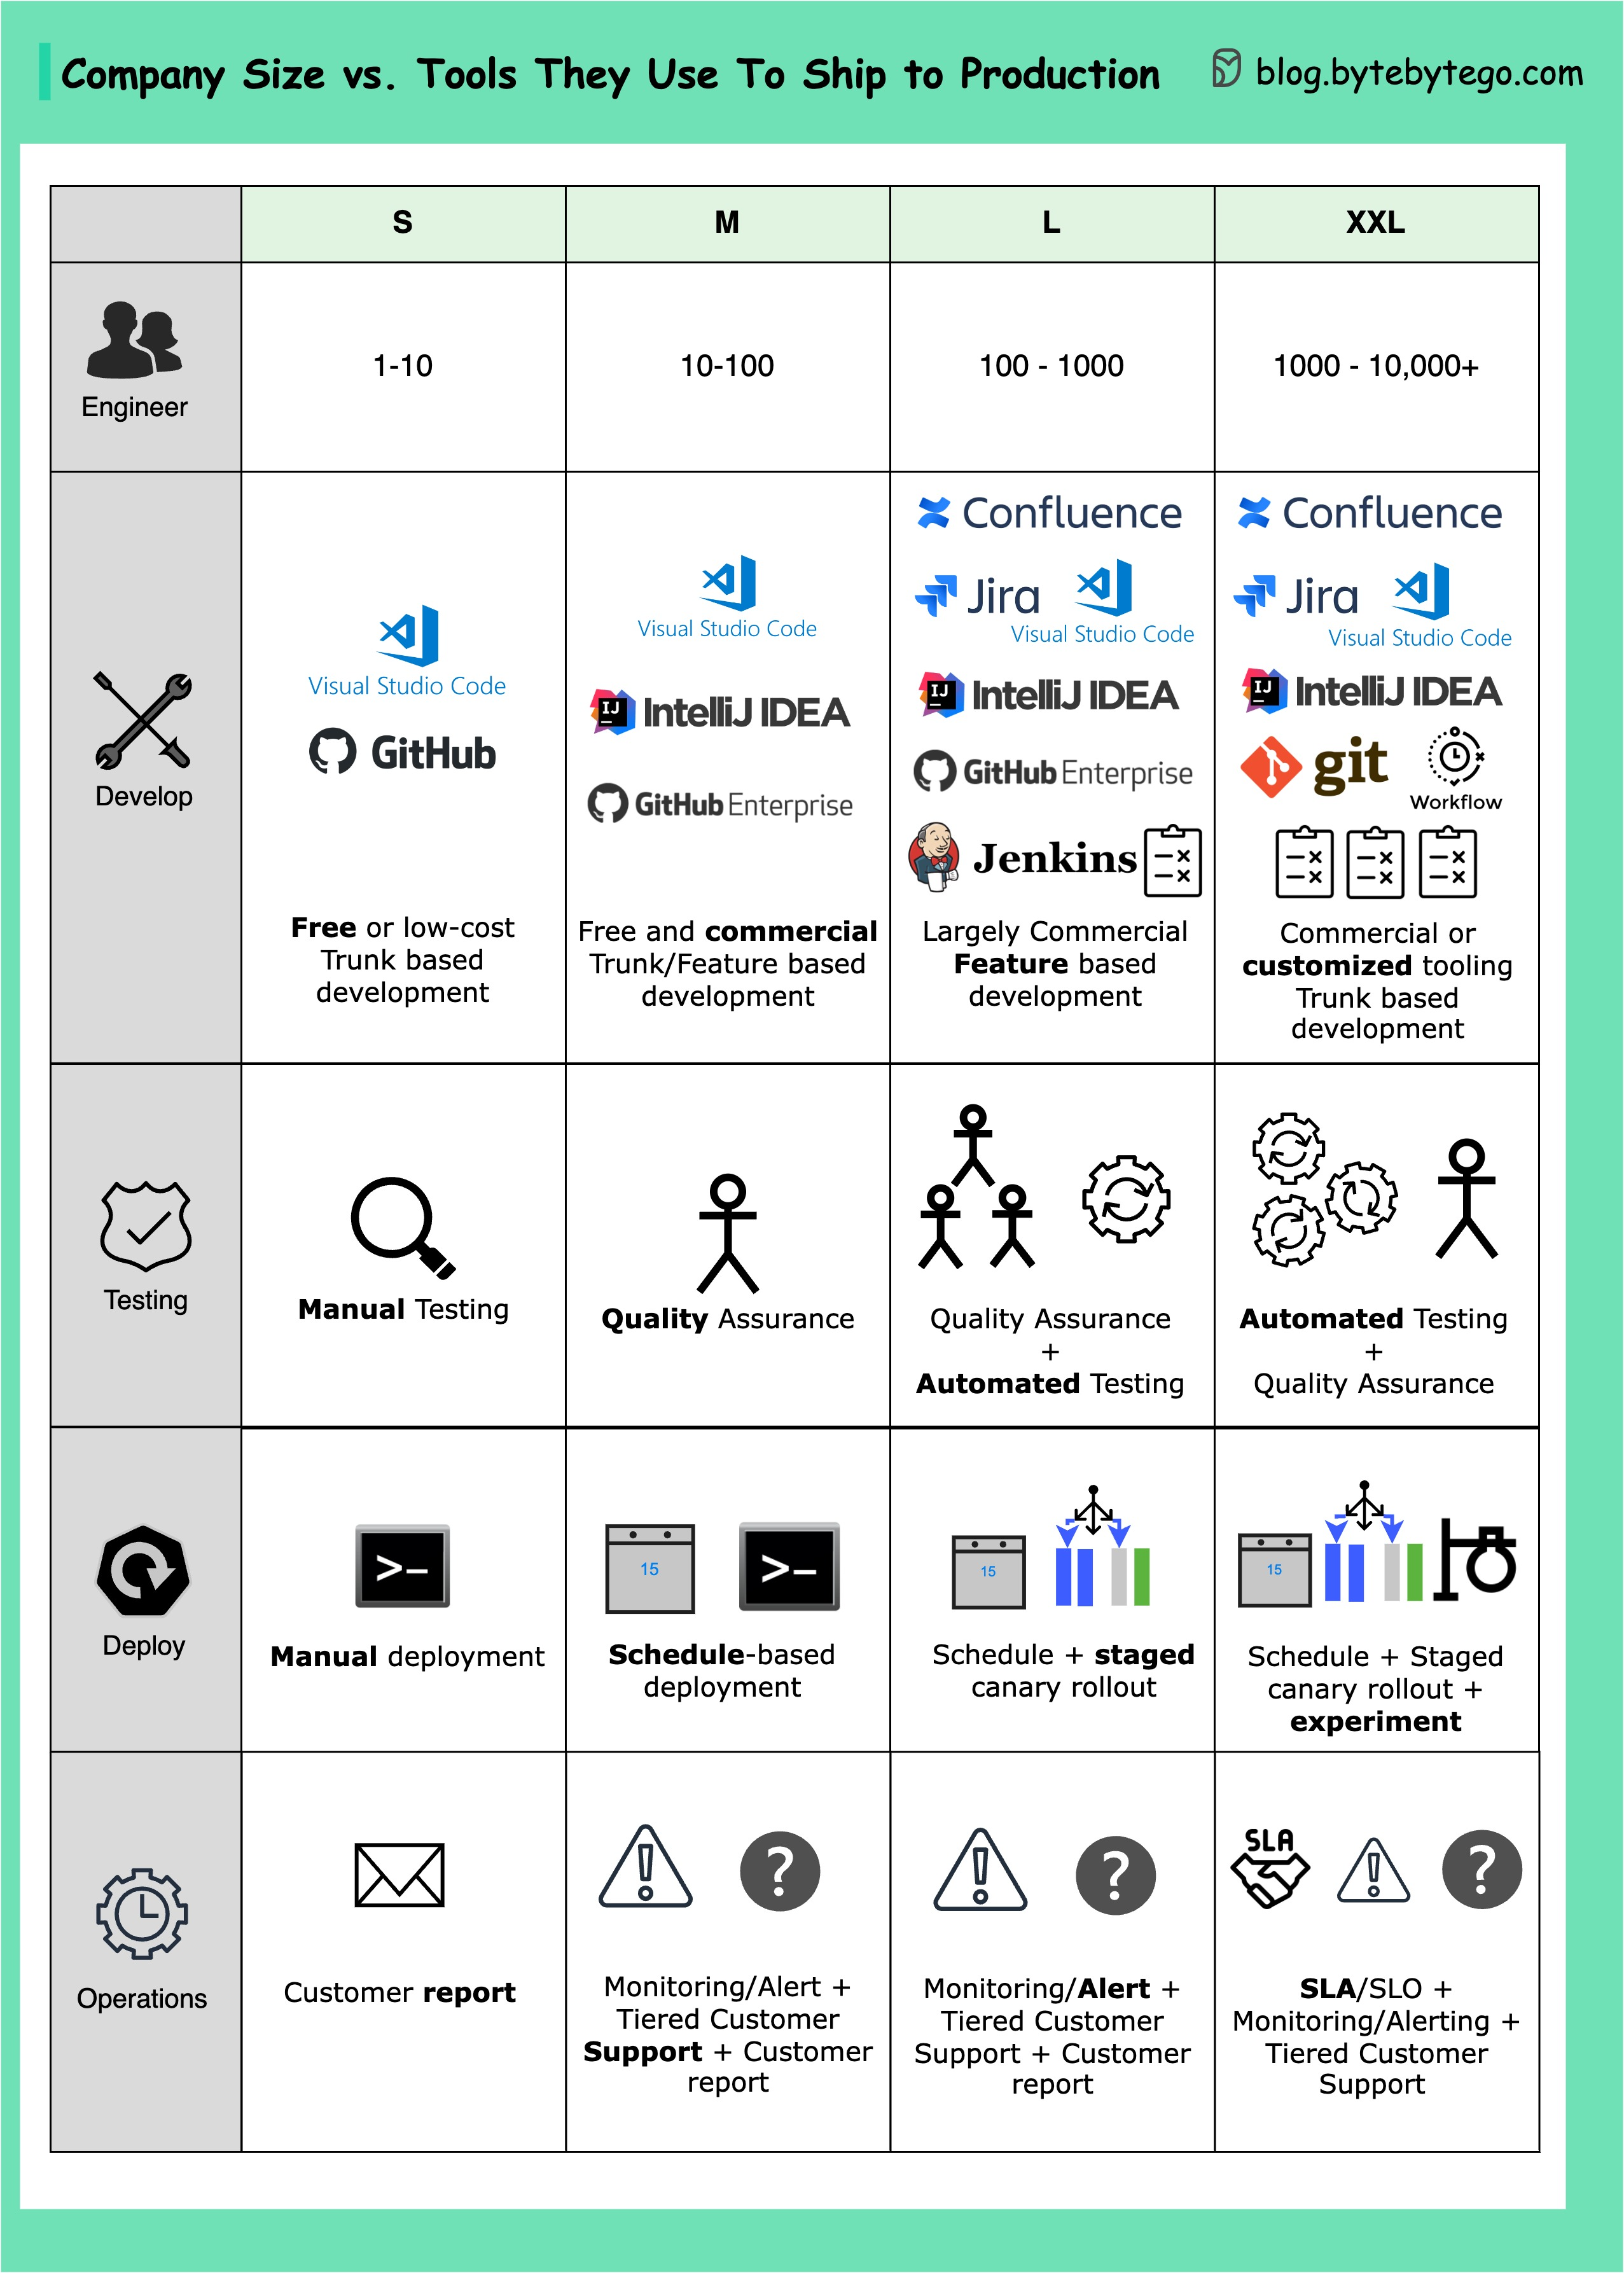 Company Size vs. Tools They Use To Ship to Production
blog.bytebytego.com
S
M
L
XXL
Engineer
1-10
10-100
100 - 1000
1000 - 10,000+
Develop
Visual Studio Code
GitHub
Free or low-cost
Trunk based
development
Visual Studio Code
IJ
IntelliJ IDEA
GitHub Enterprise
Free and commercial
Trunk/Feature based
development
Confluence
Jira
Visual Studio Code
IJ
IntelliJ IDEA
GitHub Enterprise
Jenkins
Largely Commercial
Feature based
development
Confluence
Jira
Visual Studio Code
IJ
IntelliJ IDEA
git
Workflow
Commercial or
customized tooling
Trunk based
development
Testing
Manual Testing
Quality Assurance
Quality Assurance
+
Automated Testing
Automated Testing
+
Quality Assurance
Deploy
>–
Manual deployment
15
>–
Schedule-based
deployment
15
Schedule + staged
canary rollout
15
Schedule + Staged
canary rollout +
experiment
Operations
Customer report
!
?
Monitoring/Alert +
Tiered Customer
Support + Customer
report
!
?
Monitoring/Alert +
Tiered Customer
Support + Customer
report
SLA
!
?
SLA/SLO +
Monitoring/Alerting +
Tiered Customer
Support